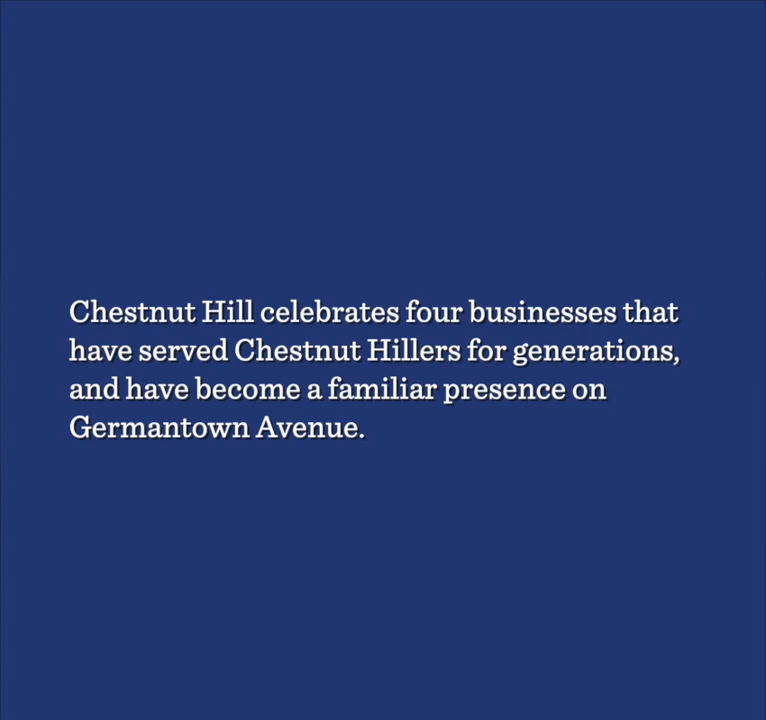 Chestnut Hill celebrates four businesses that
have served Chestnut Hillers for generations,
and have become a familiar presence on
Germantown Avenue.